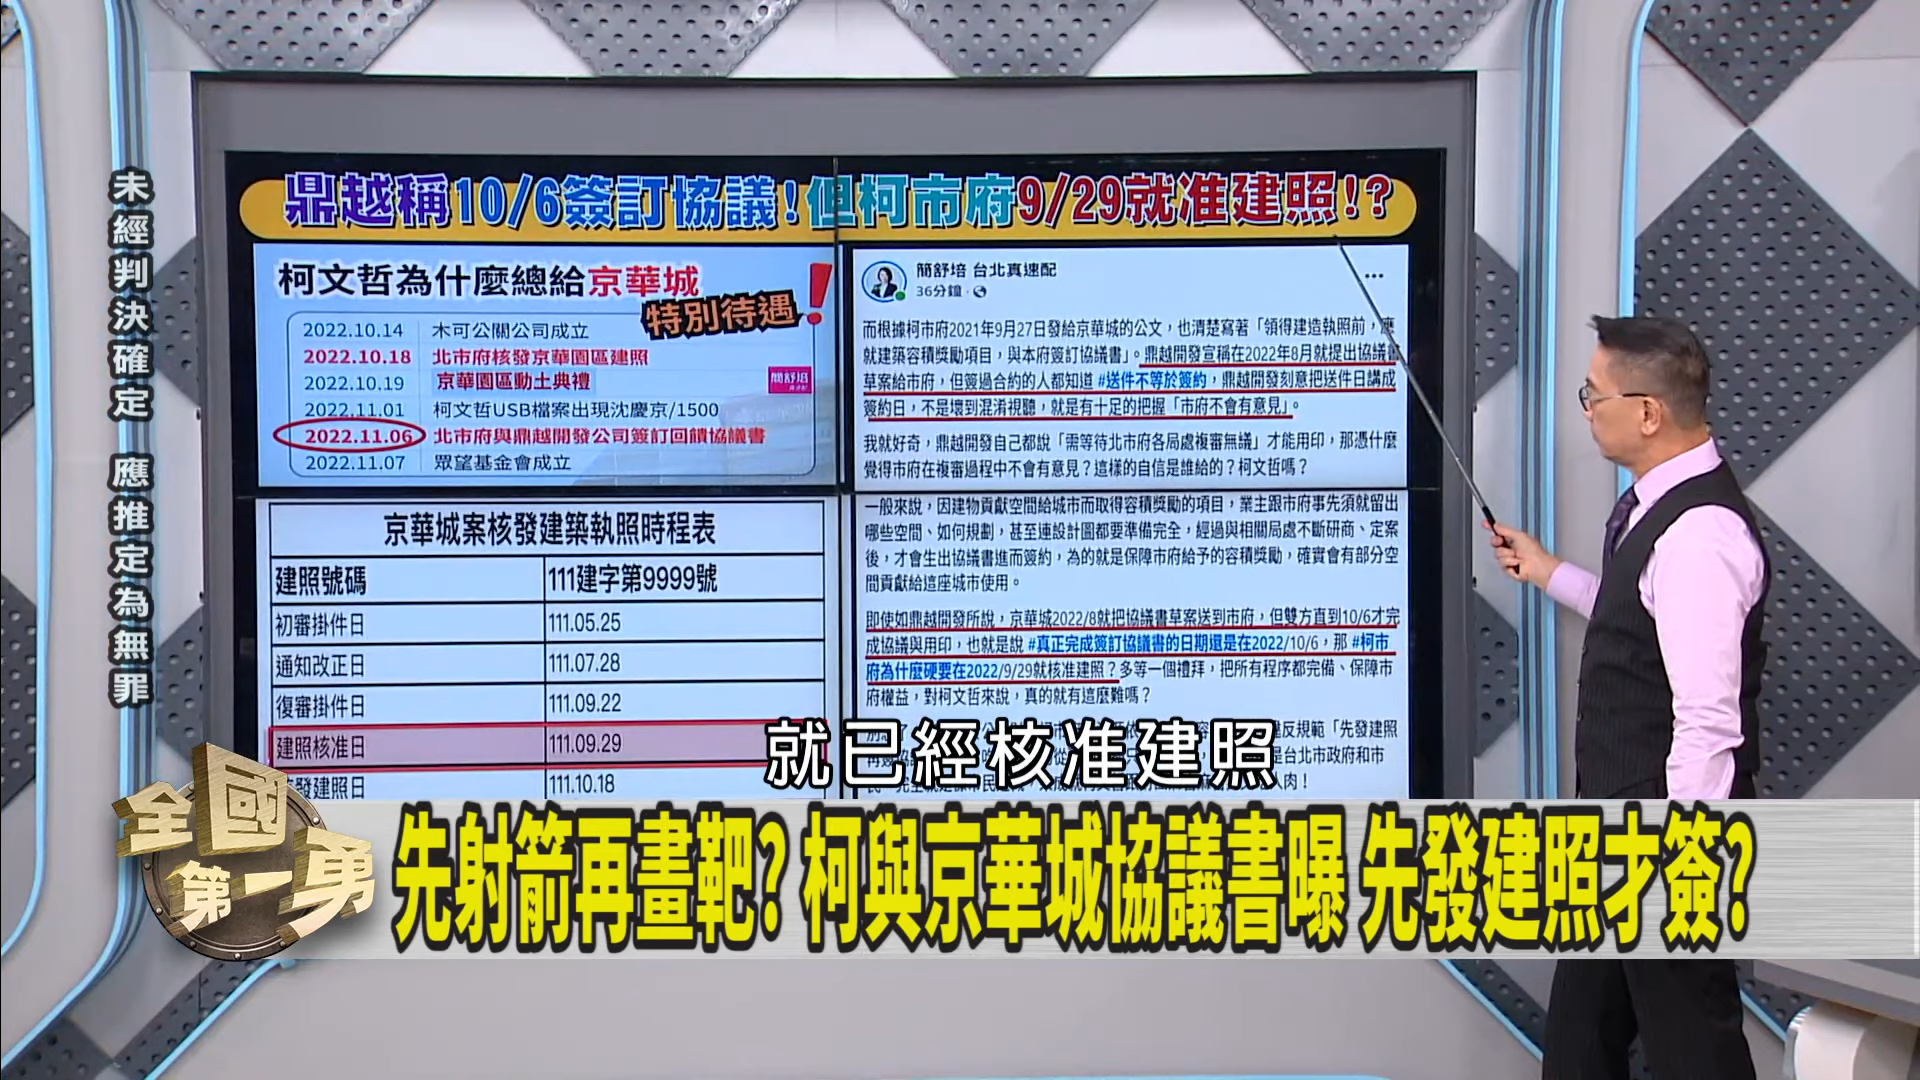 未經判決確定 應推定為無罪
鼎越稱10/6簽訂協議!但柯市府9/29就准建照!?
柯文哲為什麼總給京華城
特別待遇!
2022.10.14 木可公關公司成立
2022.10.18 北市府核發京華園區建照
2022.10.19 京華園區動土典禮
簡舒培
2022.11.01 柯文哲USB檔案出現沈慶京/1500
2022.11.06 北市府與鼎越開發公司簽訂回饋協議書
2022.11.07 眾望基金會成立
簡舒培 台北真速配
36分鐘
而根據柯市府2021年9月27日發給京華城的公文,也清楚寫著「領得建造執照前,應
就建築容積獎勵項目,與本府簽訂協議書」。鼎越開發宣稱在2022年8月就提出協議書
草案給市府,但簽過合約的人都知道 #送件不等於簽約,鼎越開發刻意把送件日講成
簽約日,不是壞到混淆視聽,就是有十足的把握「市府不會有意見」。
我就好奇,鼎越開發自己都說「需等待北市府各局處複審無議」才能用印,那憑什麼
覺得市府在複審過程中不會有意見?這樣的自信是誰給的?柯文哲嗎?
一般來說,因建物貢獻空間給城市而取得容積獎勵的項目,業主跟市府事先須就留出
哪些空間、如何規劃,甚至連設計圖都要準備完全,經過與相關局處不斷研商、定案
後,才會生出協議書進而簽約,為的就是保障市府給予的容積獎勵,確實會有部分空
間貢獻給這座城市使用。
即使如鼎越開發所說,京華城2022/8就把協議書草案送到市府,但雙方直到10/6才完
成協議與用印,也就是說 #真正完成簽訂協議書的日期還是在2022/10/6,那 #柯市
府為什麼硬要在2022/9/29就核准建照?多等一個禮拜,把所有程序都完備、保障市
府權益,對柯文哲來說,真的就有這麼難嗎?
違反規範「先發建照
是台北市政府和市
人肉!
京華城案核發建築執照時程表
建照號碼 111建字第9999號
初審掛件日 111.05.25
通知改正日 111.07.28
復審掛件日 111.09.22
建照核准日 111.09.29
發建照日 111.10.18
就已經核准建照
全國第一勇
先射箭再畫靶?柯與京華城協議書曝 先發建照才簽?